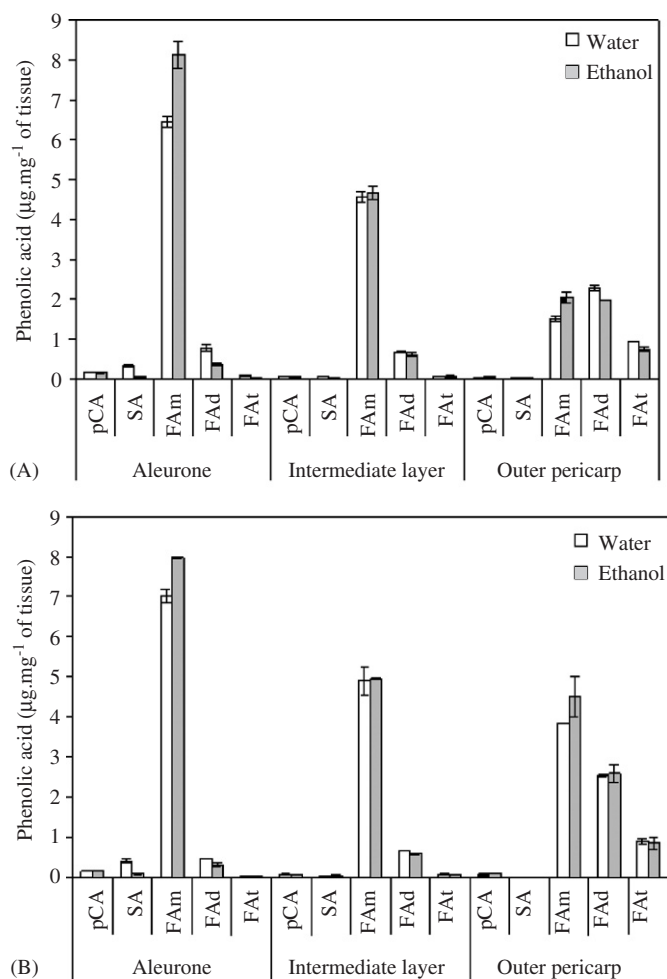 9
8
7
6
5
4
3
2
1
0
Phenolic acid (µg.mg⁻¹ of tissue)
Water
Ethanol
pCA
SA
FAm
FAd
FAt
pCA
SA
FAm
FAd
FAt
pCA
SA
FAm
FAd
FAt
(A)
Aleurone
Intermediate layer
Outer pericarp
9
8
7
6
5
4
3
2
1
0
Phenolic acid (µg.mg⁻¹ of tissue)
Water
Ethanol
pCA
SA
FAm
FAd
FAt
pCA
SA
FAm
FAd
FAt
pCA
SA
FAm
FAd
FAt
(B)
Aleurone
Intermediate layer
Outer pericarp